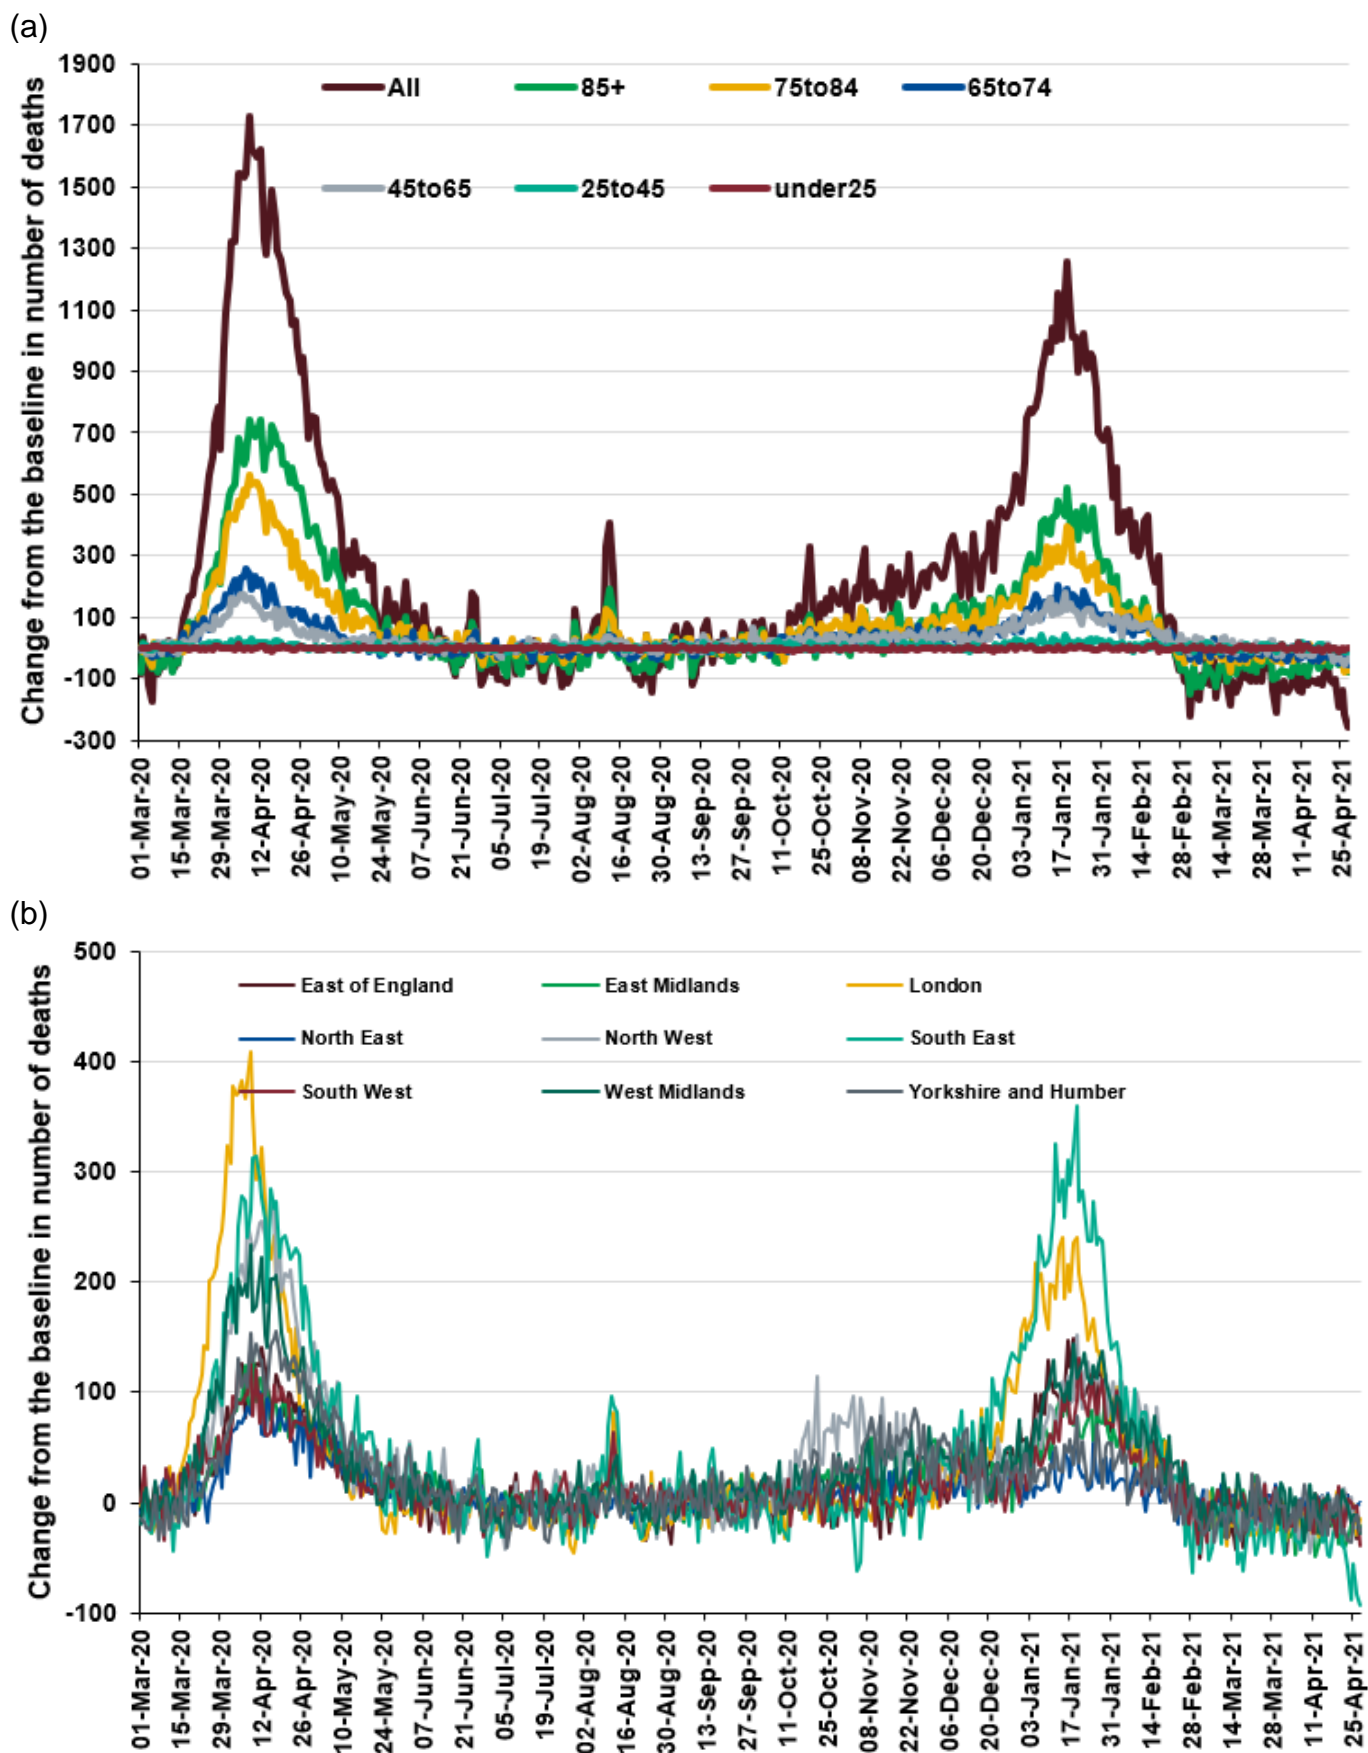 (a)
Change from the baseline in number of deaths
1900
1700
1500
1300
1100
900
700
500
300
100
-100
-300
All 85+ 75to84 65to74
45to65 25to45 under25
01-Mar-20 15-Mar-20 29-Mar-20 12-Apr-20 26-Apr-20 10-May-20 24-May-20 07-Jun-20 21-Jun-20 05-Jul-20 19-Jul-20 02-Aug-20 16-Aug-20 30-Aug-20 13-Sep-20 27-Sep-20 11-Oct-20 25-Oct-20 08-Nov-20 22-Nov-20 06-Dec-20 20-Dec-20 03-Jan-21 17-Jan-21 31-Jan-21 14-Feb-21 28-Feb-21 14-Mar-21 28-Mar-21 11-Apr-21 25-Apr-21
(b)
Change from the baseline in number of deaths
500
400
300
200
100
0
-100
East of England East Midlands London
North East North West South East
South West West Midlands Yorkshire and Humber
01-Mar-20 15-Mar-20 29-Mar-20 12-Apr-20 26-Apr-20 10-May-20 24-May-20 07-Jun-20 21-Jun-20 05-Jul-20 19-Jul-20 02-Aug-20 16-Aug-20 30-Aug-20 13-Sep-20 27-Sep-20 11-Oct-20 25-Oct-20 08-Nov-20 22-Nov-20 06-Dec-20 20-Dec-20 03-Jan-21 17-Jan-21 31-Jan-21 14-Feb-21 28-Feb-21 14-Mar-21 28-Mar-21 11-Apr-21 25-Apr-21